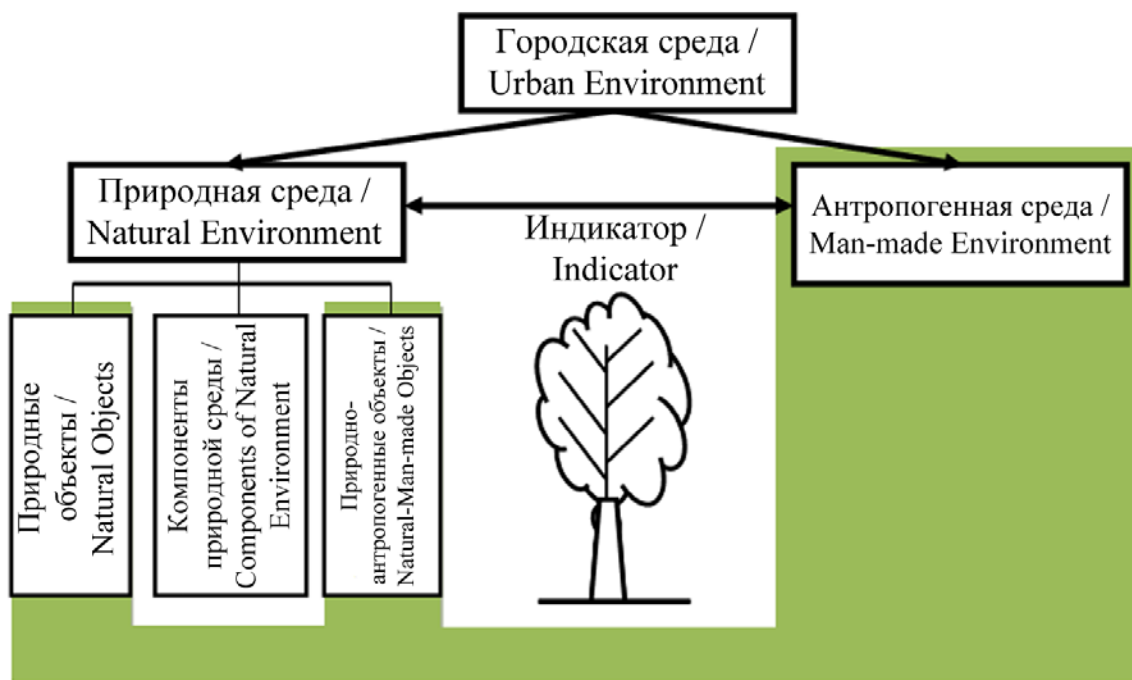 Городская среда /
Urban Environment
Природная среда /
Natural Environment
Антропогенная среда /
Man-made Environment
Индикатор /
Indicator
Природные
объекты /
Natural Objects
Компоненты
природной среды /
Components of Natural
Environment
Природно-
антропогенные объекты /
Natural-Man-made Objects